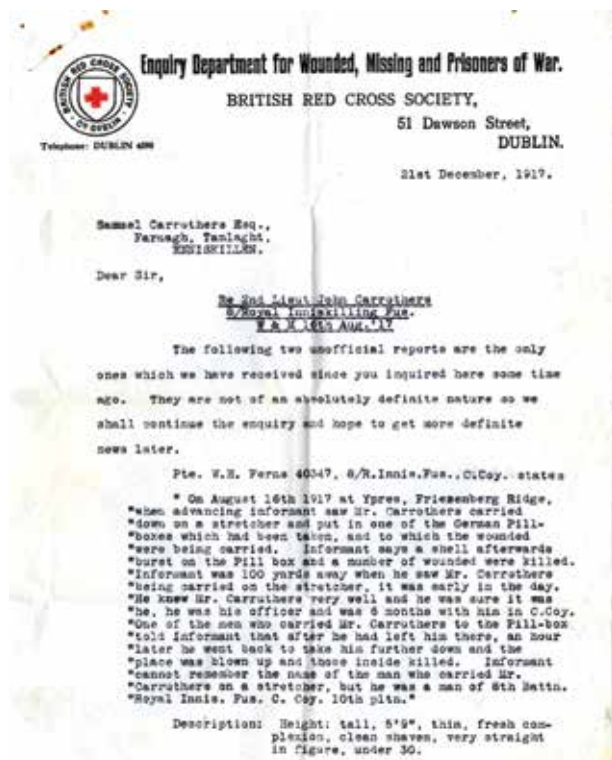 Enquiry Department for Wounded, Missing and Prisoners of War.
BRITISH RED CROSS SOCIETY
Co DUBLIN
BRITISH RED CROSS SOCIETY,
51 Dawson Street,
DUBLIN.
Telephone: DUBLIN
21st December, 1917.
Samuel Carrothers Esq.,
Farnagh, Tamlaght,
ENNISKILLEN.
Dear Sir,
Re 2nd Lieut John Carrothers
8/Royal Inniskilling Fus.
W & M 16th Aug. '17
The following two unofficial reports are the only
ones which we have received since you inquired here some time
ago. They are not of an absolutely definite nature so we
shall continue the enquiry and hope to get more definite
news later.
Pte. W.H. Ferns 40347, 8/R.Innis.Fus., C.Coy. states
" On August 16th 1917 at Ypres, Friesenberg Ridge,
"when advancing informant saw Mr. Carrothers carried
"down on a stretcher and put in one of the German Pill-
"boxes which had been taken, and to which the wounded
"were being carried. Informant says a shell afterwards
"burst on the Pill box and a number of wounded were killed.
"Informant was 100 yards away when he saw Mr. Carrothers
"being carried on the stretcher, it was early in the day.
"He knew Mr. Carruthers very well and he was sure it was
"he, he was his officer and was 6 months with him in C.Coy.
"One of the men who carried Mr. Carruthers to the Pill-box
"told informant that after he had left him there, an hour
"later he went back to take him further down and the
"place was blown up and those inside killed. Informant
"cannot remember the name of the man who carried Mr.
"Carruthers on a stretcher, but he was a man of 8th Battn.
"Royal Innis. Fus. C. Coy. 10th pltn."
Description: Height: tall, 5'9", thin, fresh com-
plexion, clean shaven, very straight
in figure, under 30.